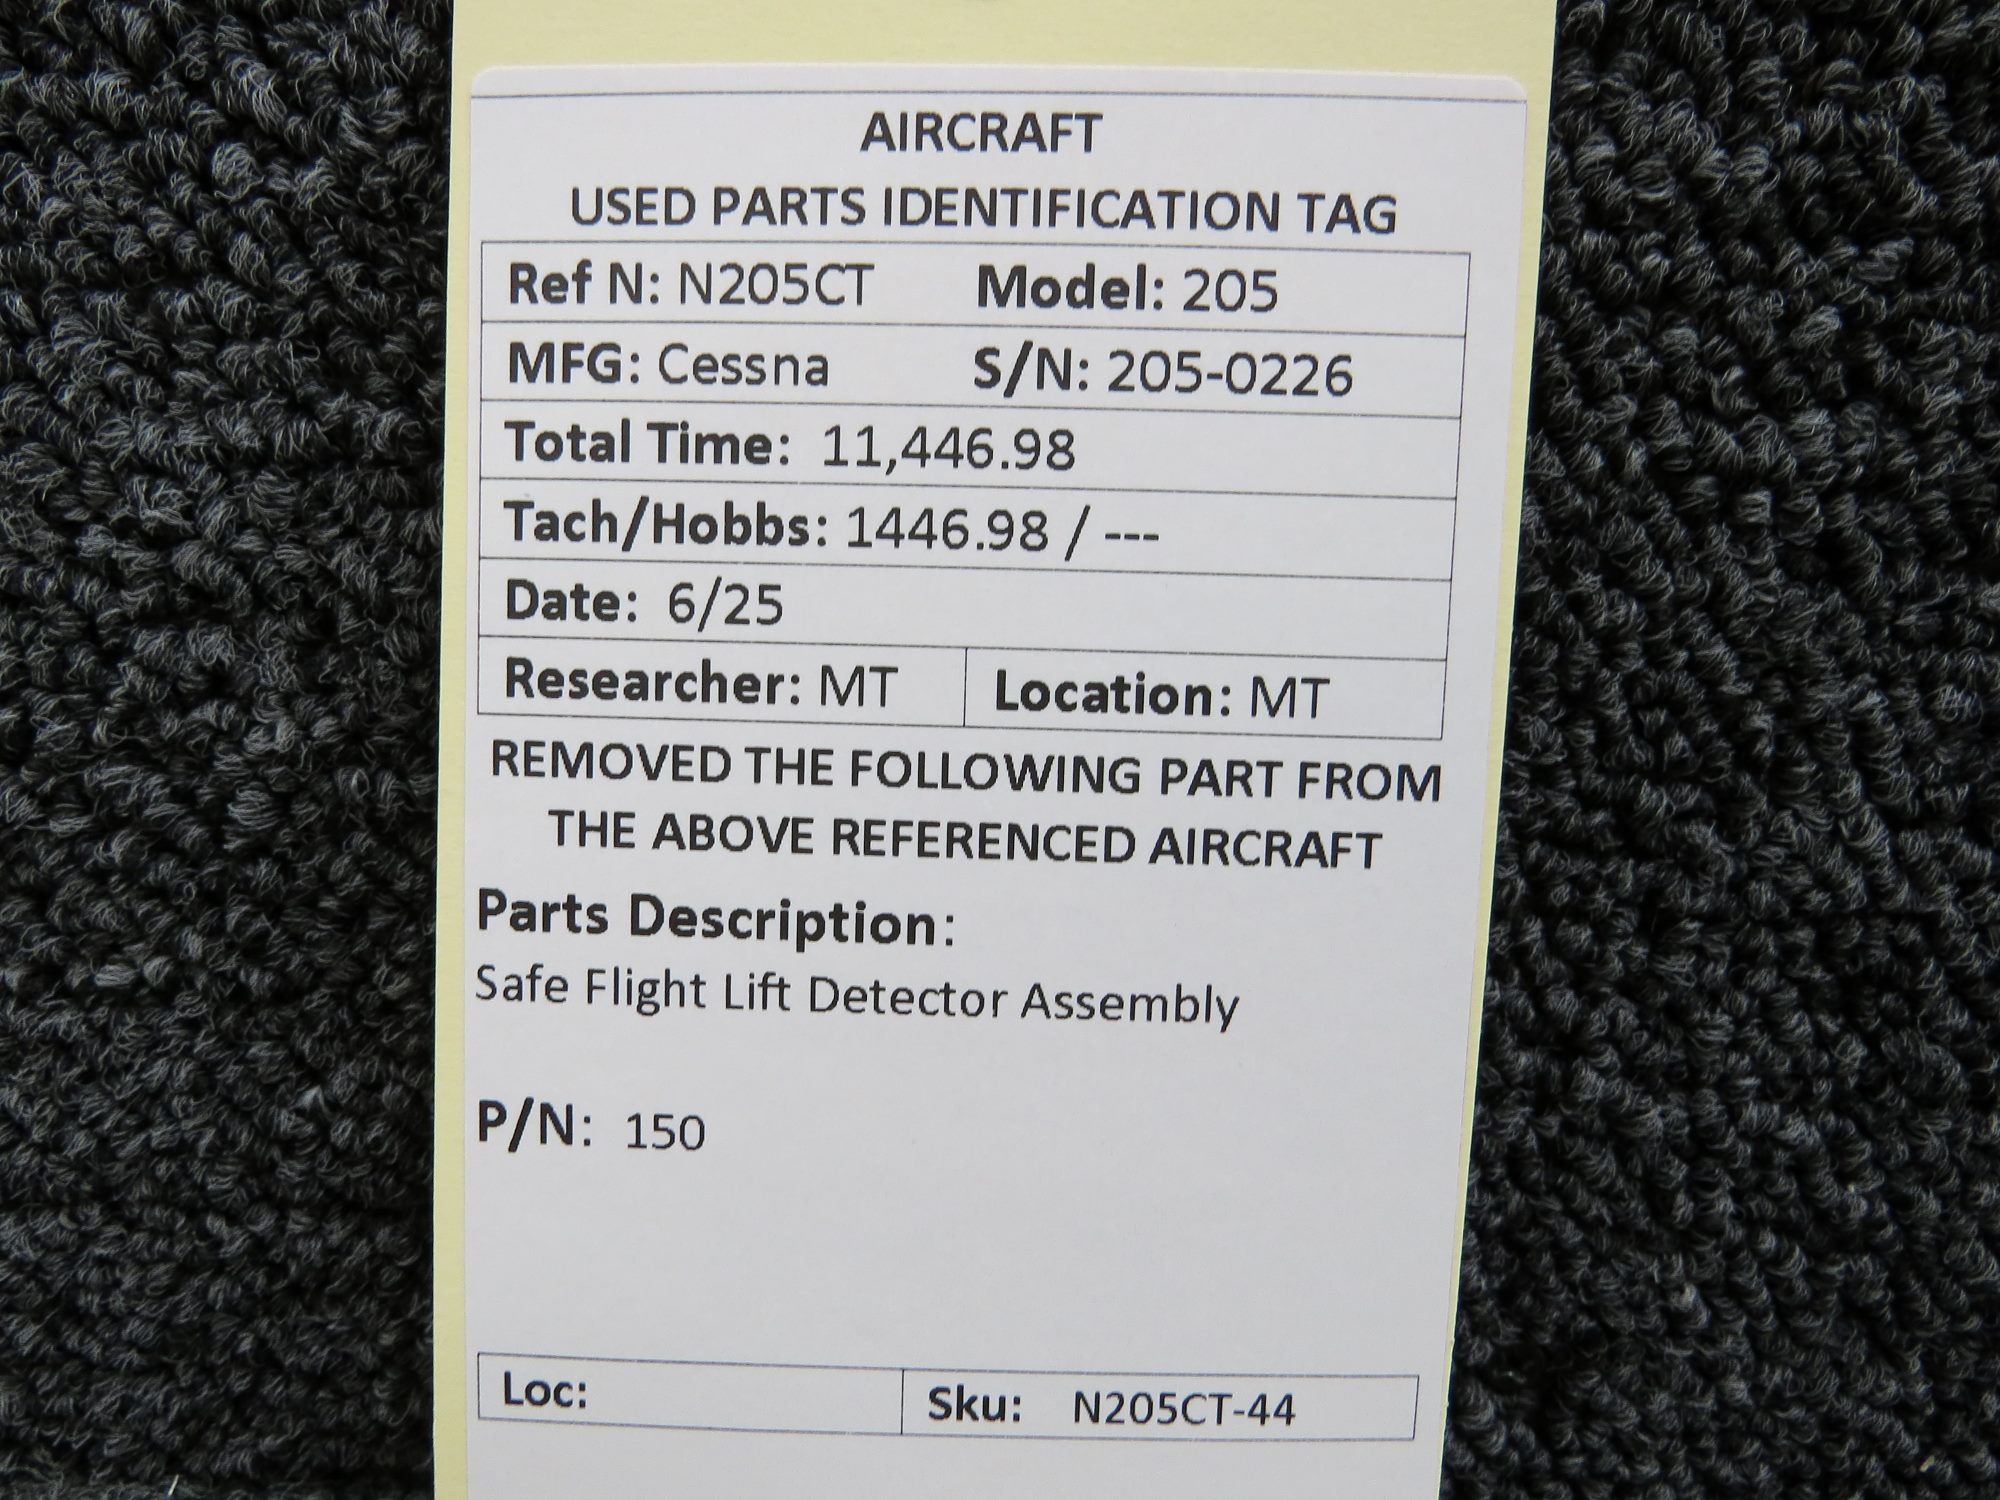 AIRCRAFT
USED PARTS IDENTIFICATION TAG
Ref N: N205CT Model: 205
MFG: Cessna S/N: 205-0226
Total Time: 11,446.98
Tach/Hobbs: 1446.98 / ---
Date: 6/25
Researcher: MT Location: MT
REMOVED THE FOLLOWING PART FROM
THE ABOVE REFERENCED AIRCRAFT
Parts Description:
Safe Flight Lift Detector Assembly
P/N: 150
Loc: Sku: N205CT-44